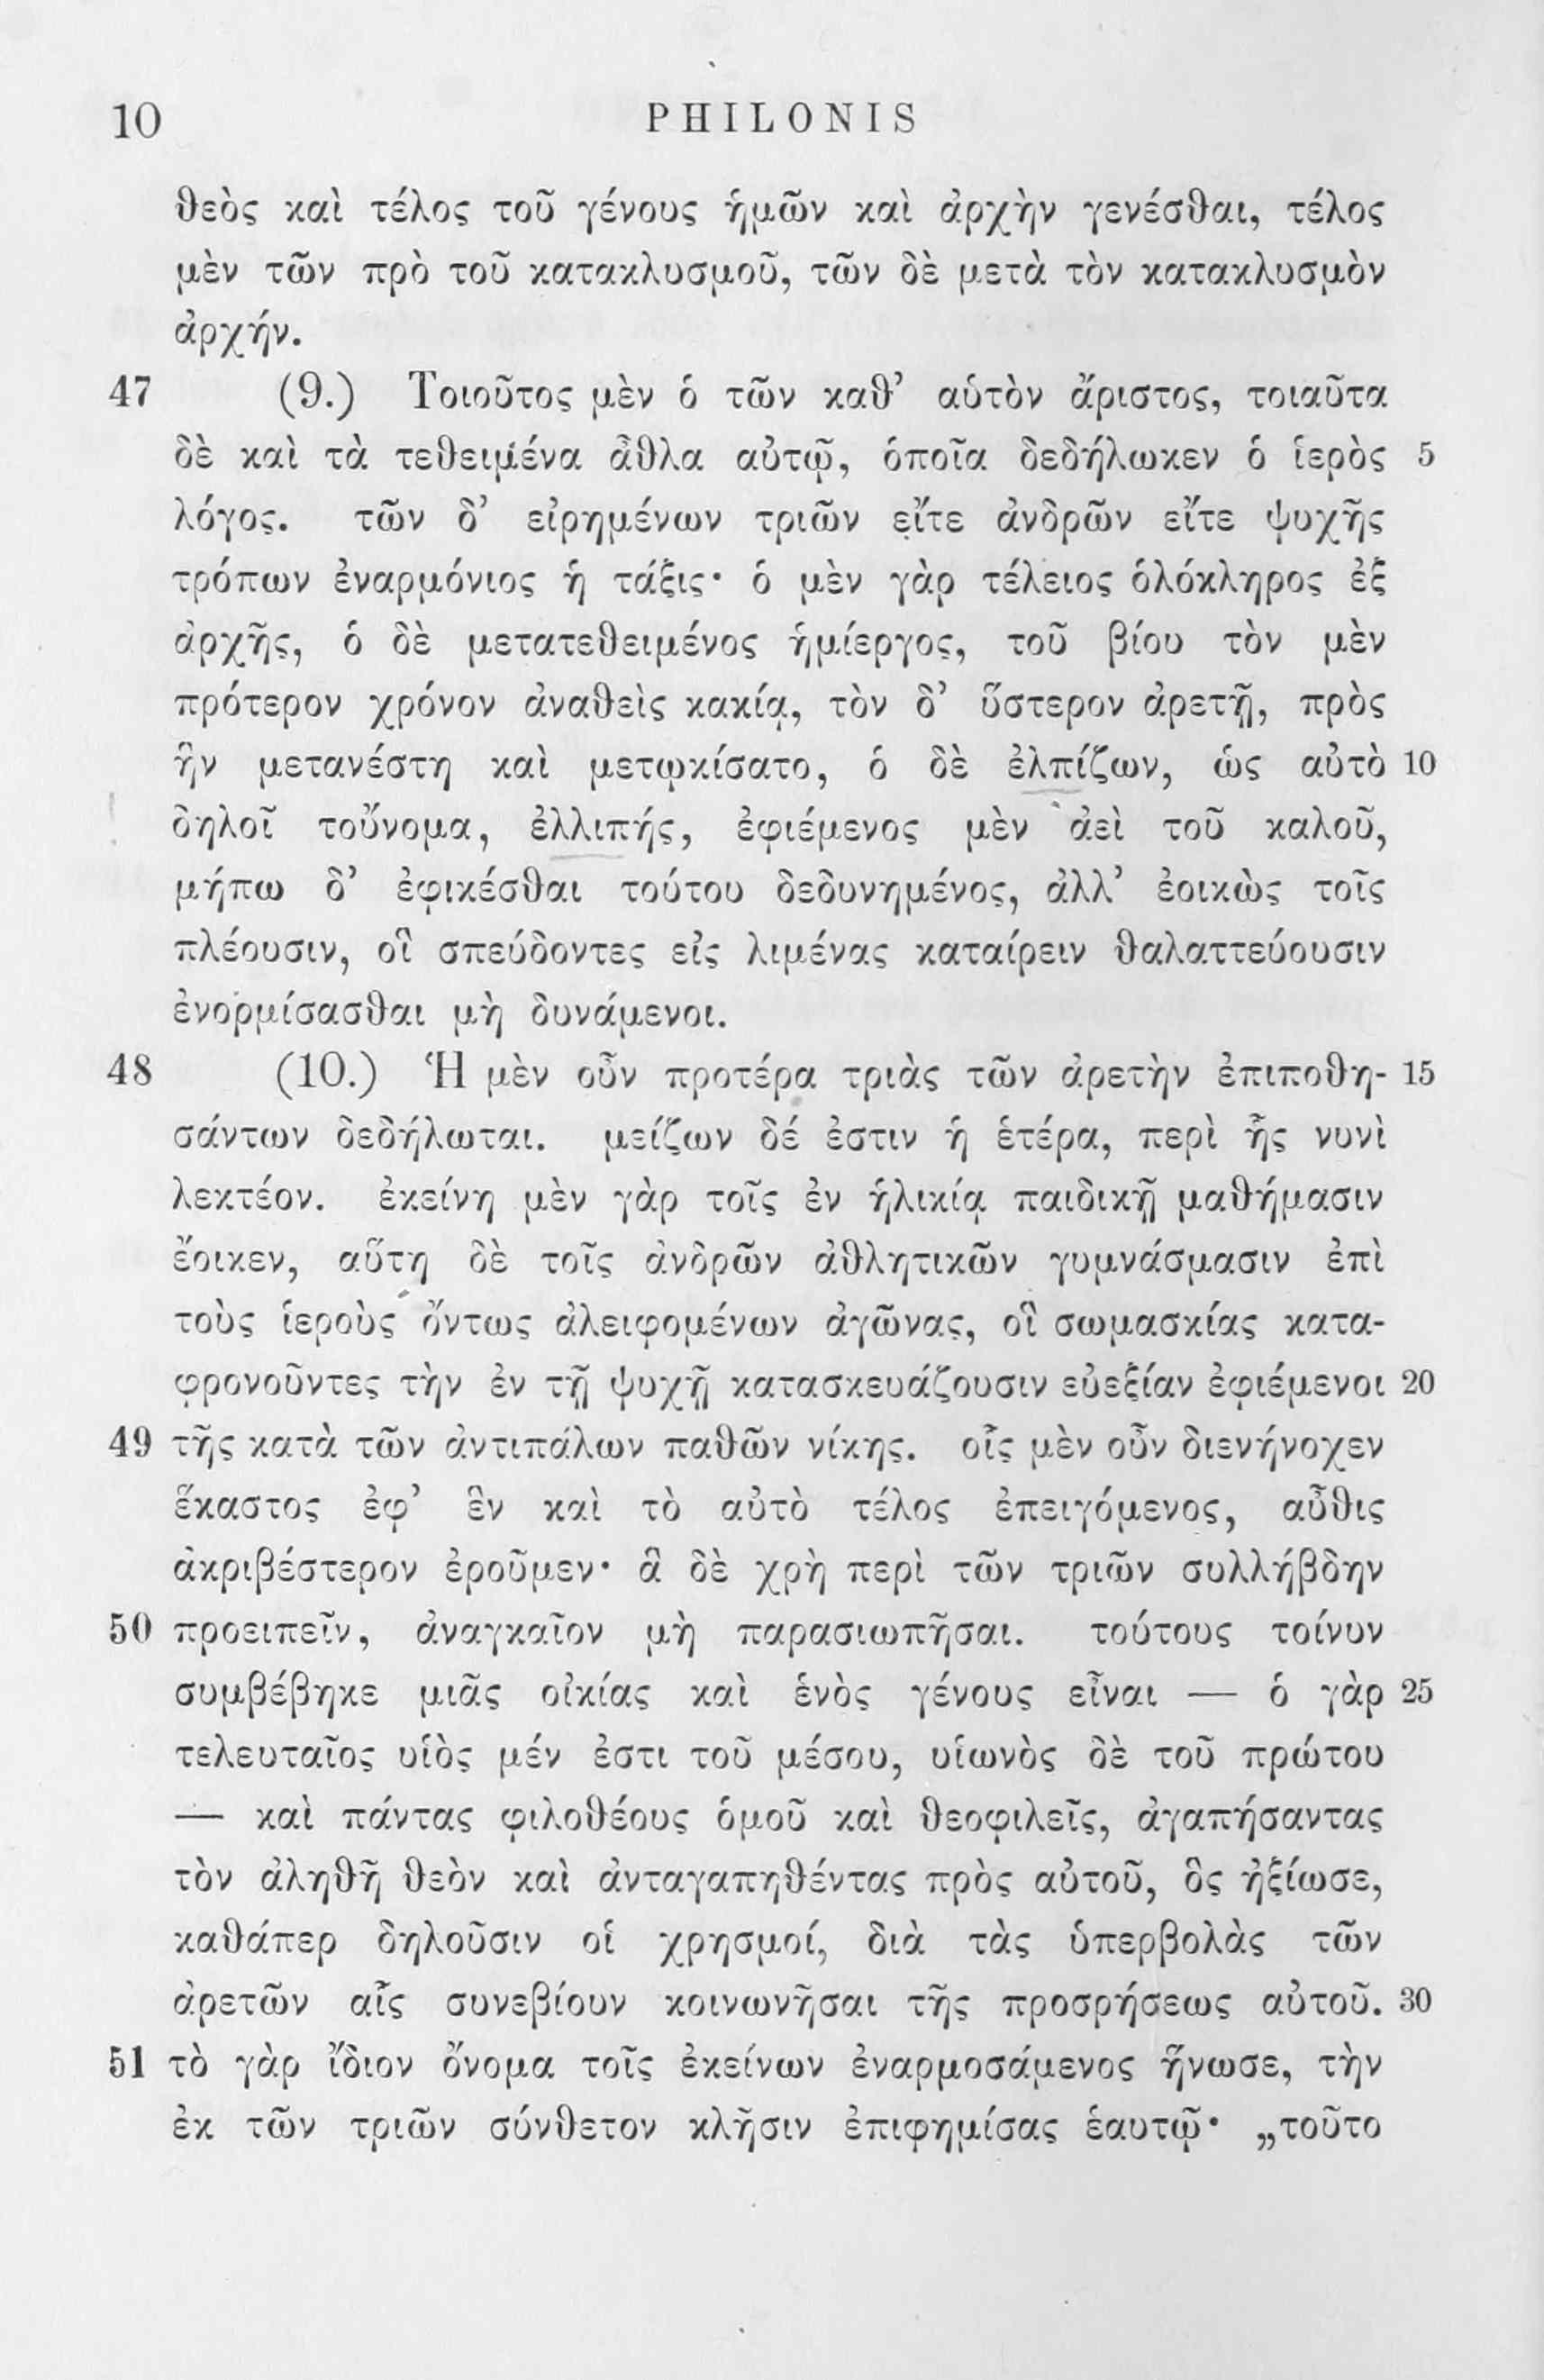 10 PHILONIS
θεὸς καὶ τέλος τοῦ γένους ἡμῶν καὶ ἀρχὴν γενέσθαι, τέλος
μὲν τῶν πρὸ τοῦ κατακλυσμοῦ, τῶν δὲ μετὰ τὸν κατακλυσμὸν
ἀρχήν.
47 (9.) Τοιοῦτος μὲν ὁ τῶν καθ’ αὑτὸν ἄριστος, τοιαῦτα
δὲ καὶ τὰ τεθειμένα ἆθλα αὐτῷ, ὁποῖα δεδήλωκεν ὁ ἱερὸς 5
λόγος. τῶν δ’ εἰρημένων τριῶν εἴτε ἀνδρῶν εἴτε ψυχῆς
τρόπων ἐναρμόνιος ἡ τάξις· ὁ μὲν γὰρ τέλειος ὁλόκληρος ἐξ
ἀρχῆς, ὁ δὲ μετατεθειμένος ἡμίεργος, τοῦ βίου τὸν μὲν
πρότερον χρόνον ἀναθεὶς κακίᾳ, τὸν δ’ ὕστερον ἀρετῇ, πρὸς
ἣν μετανέστη καὶ μετῳκίσατο, ὁ δὲ ἐλπίζων, ὡς αὐτὸ 10
δηλοῖ τοὔνομα, ἐλλιπής, ἐφιέμενος μὲν ἀεὶ τοῦ καλοῦ,
μήπω δ’ ἐφικέσθαι τούτου δεδυνημένος, ἀλλ’ ἐοικὼς τοῖς
πλέουσιν, οἳ σπεύδοντες εἰς λιμένας καταίρειν θαλαττεύουσιν
ἐνορμίσασθαι μὴ δυνάμενοι.
48 (10.) Ἡ μὲν οὖν προτέρα τριὰς τῶν ἀρετὴν ἐπιποθη- 15
σάντων δεδήλωται. μείζων δέ ἐστιν ἡ ἑτέρα, περὶ ἧς νυνὶ
λεκτέον. ἐκείνη μὲν γὰρ τοῖς ἐν ἡλικίᾳ παιδικῇ μαθήμασιν
ἔοικεν, αὕτη δὲ τοῖς ἀνδρῶν ἀθλητικῶν γυμνάσμασιν ἐπὶ
τοὺς ἱεροὺς ὄντως ἀλειφομένων ἀγῶνας, οἳ σωμασκίας κατα-
φρονοῦντες τὴν ἐν τῇ ψυχῇ κατασκευάζουσιν εὐεξίαν ἐφιέμενοι 20
49 τῆς κατὰ τῶν ἀντιπάλων παθῶν νίκης. οἷς μὲν οὖν διενήνοχεν
ἕκαστος ἐφ’ ἓν καὶ τὸ αὐτὸ τέλος ἐπειγόμενος, αὖθις
ἀκριβέστερον ἐροῦμεν· ἃ δὲ χρὴ περὶ τῶν τριῶν συλλήβδην
50 προειπεῖν, ἀναγκαῖον μὴ παρασιωπῆσαι. τούτους τοίνυν
συμβέβηκε μιᾶς οἰκίας καὶ ἑνὸς γένους εἶναι — ὁ γὰρ 25
τελευταῖος υἱὸς μέν ἐστι τοῦ μέσου, υἱωνὸς δὲ τοῦ πρώτου
— καὶ πάντας φιλοθέους ὁμοῦ καὶ θεοφιλεῖς, ἀγαπήσαντας
τὸν ἀληθῆ θεὸν καὶ ἀνταγαπηθέντας πρὸς αὐτοῦ, ὃς ἠξίωσε,
καθάπερ δηλοῦσιν οἱ χρησμοί, διὰ τὰς ὑπερβολὰς τῶν
ἀρετῶν αἷς συνεβίουν κοινωνῆσαι τῆς προσρήσεως αὐτοῦ. 30
51 τὸ γὰρ ἴδιον ὄνομα τοῖς ἐκείνων ἐναρμοσάμενος ἥνωσε, τὴν
ἐκ τῶν τριῶν σύνθετον κλῆσιν ἐπιφημίσας ἑαυτῷ· „τοῦτο